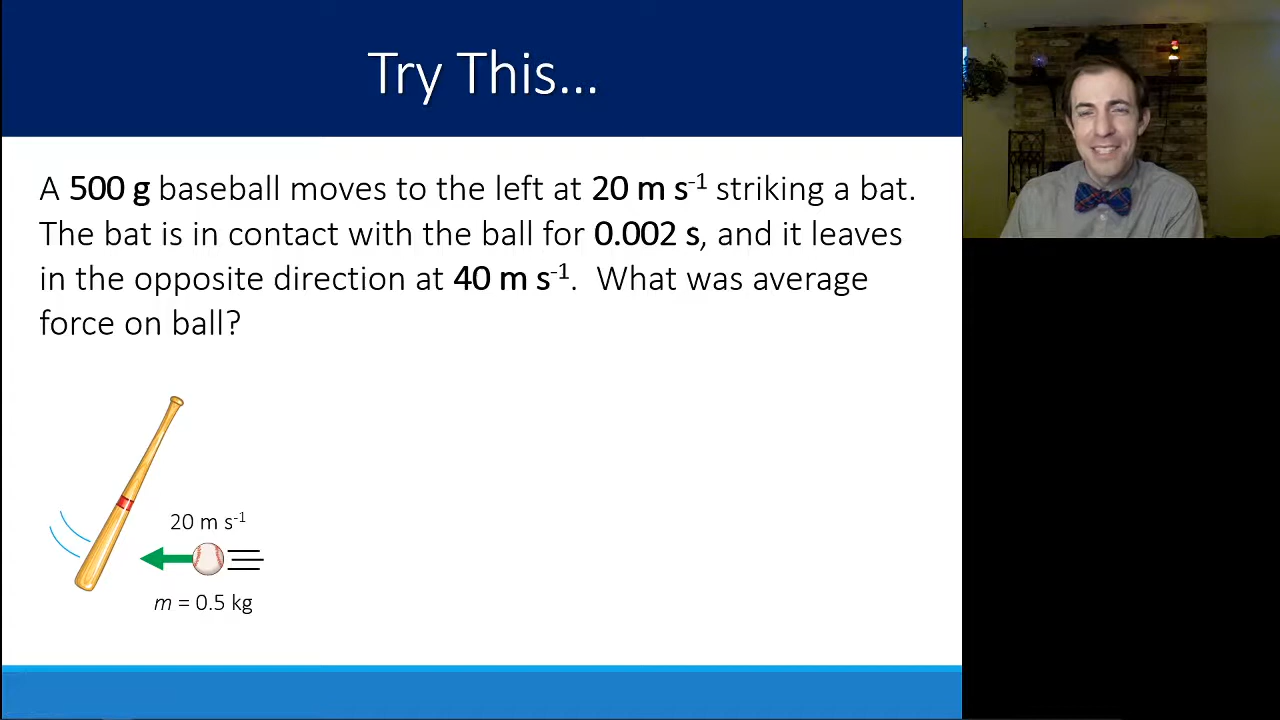 Try This...
A 500 g baseball moves to the left at 20 m s⁻¹ striking a bat.
The bat is in contact with the ball for 0.002 s, and it leaves
in the opposite direction at 40 m s⁻¹.  What was average
force on ball?
20 m s⁻¹
m = 0.5 kg